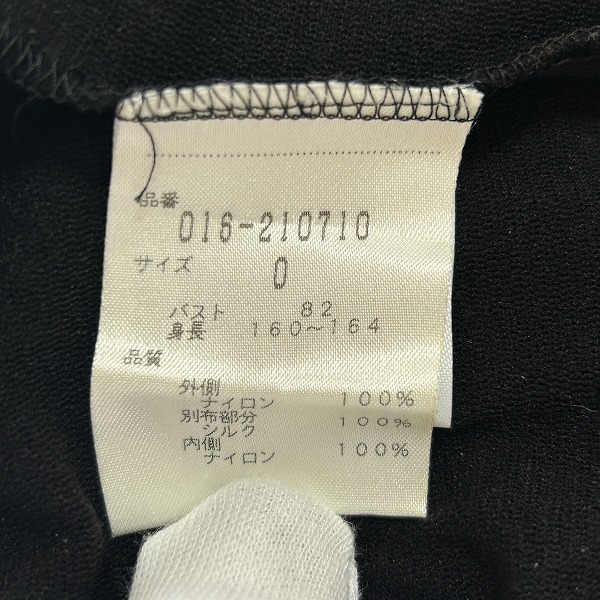 品番
016-210710
サイズ 0
バスト 82
身長 160~164
品質
外側
ナイロン 100%
別布部分
シルク 100%
内側
ナイロン 100%